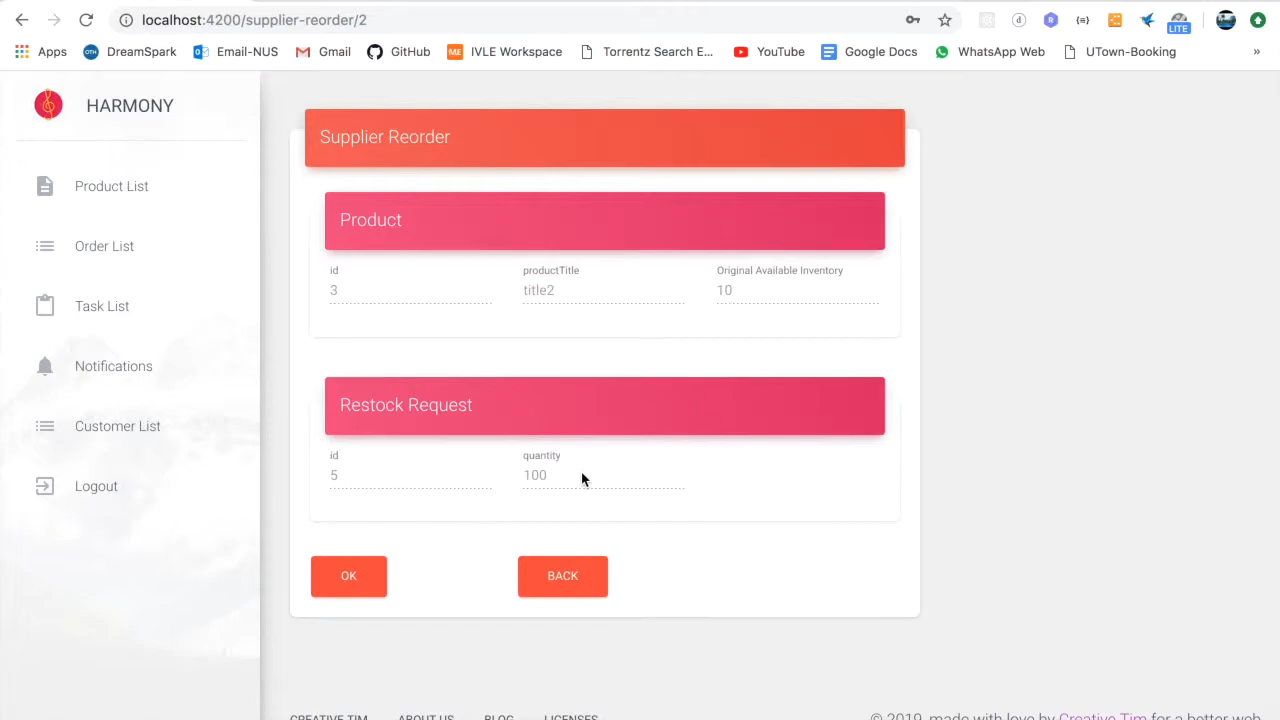 localhost:4200/supplier-reorder/2
LITE
Apps DreamSpark Email-NUS Gmail GitHub IVLE Workspace Torrentz Search E... YouTube Google Docs WhatsApp Web UTown-Booking »
HARMONY
Product List
Order List
Task List
Notifications
Customer List
Logout
Supplier Reorder
Product
id productTitle Original Available Inventory
3 title2 10
Restock Request
id quantity
5 100
OK BACK
CREATIVE TIM ABOUT US BLOG LICENSES © 2019, made with love by Creative Tim for a better web